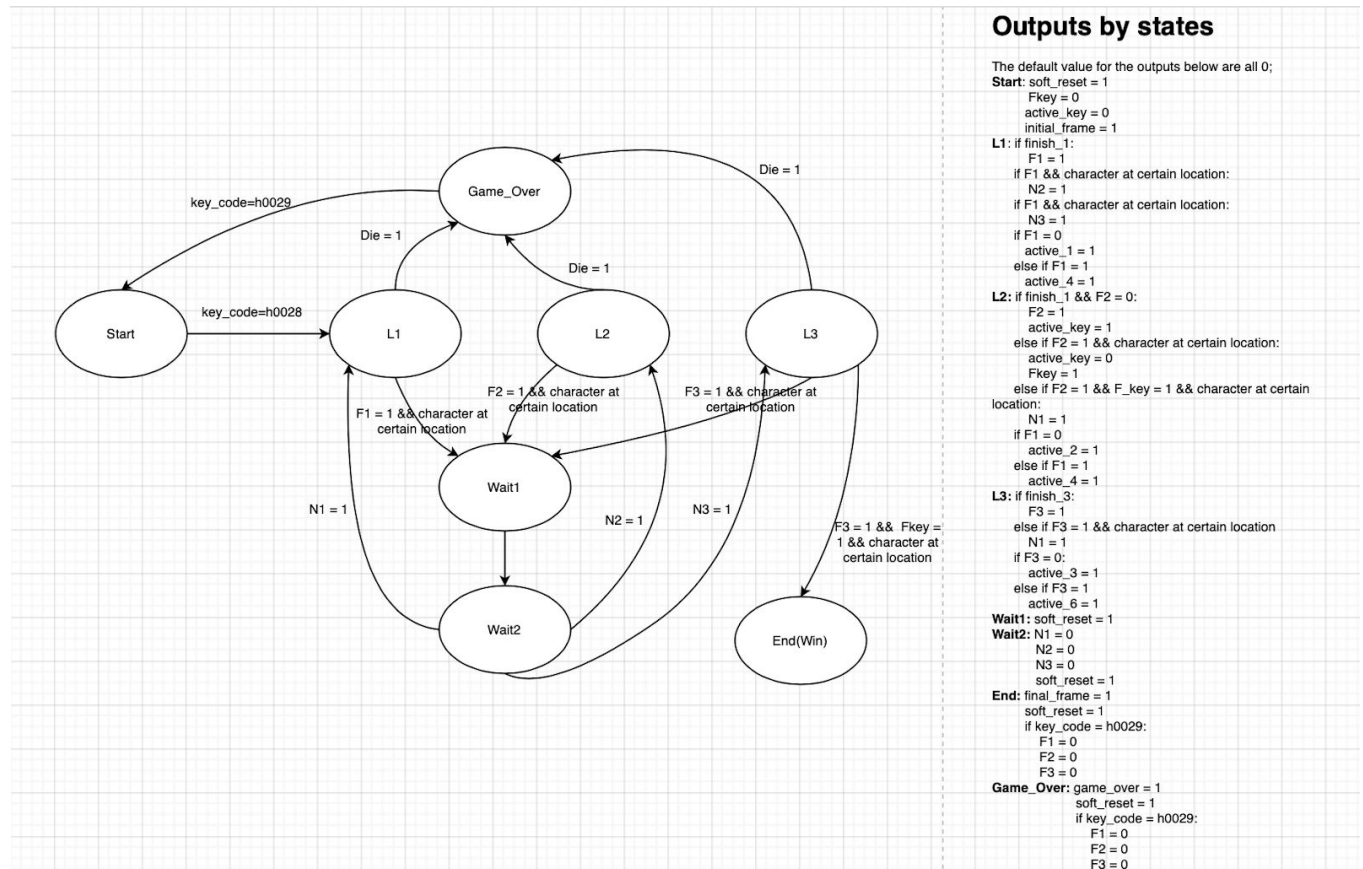 Game_Over
Die = 1
key_code=h0029
Die = 1
Die = 1
key_code=h0028
Start
L1
L2
L3
F1 = 1 && character at
certain location
F2 = 1 && character at
certain location
F3 = 1 && character at
certain location
Wait1
N1 = 1
N2 = 1
N3 = 1
F3 = 1 && Fkey =
1 && character at
certain location
Wait2
End(Win)
Outputs by states
The default value for the outputs below are all 0;
Start: soft_reset = 1
Fkey = 0
active_key = 0
initial_frame = 1
L1: if finish_1:
F1 = 1
if F1 && character at certain location:
N2 = 1
if F1 && character at certain location:
N3 = 1
if F1 = 0
active_1 = 1
else if F1 = 1
active_4 = 1
L2: if finish_1 && F2 = 0:
F2 = 1
active_key = 1
else if F2 = 1 && character at certain location:
active_key = 0
Fkey = 1
else if F2 = 1 && F_key = 1 && character at certain
location:
N1 = 1
if F1 = 0
active_2 = 1
else if F1 = 1
active_4 = 1
L3: if finish_3:
F3 = 1
else if F3 = 1 && character at certain location
N1 = 1
if F3 = 0:
active_3 = 1
else if F3 = 1
active_6 = 1
Wait1: soft_reset = 1
Wait2: N1 = 0
N2 = 0
N3 = 0
soft_reset = 1
End: final_frame = 1
soft_reset = 1
if key_code = h0029:
F1 = 0
F2 = 0
F3 = 0
Game_Over: game_over = 1
soft_reset = 1
if key_code = h0029:
F1 = 0
F2 = 0
F3 = 0